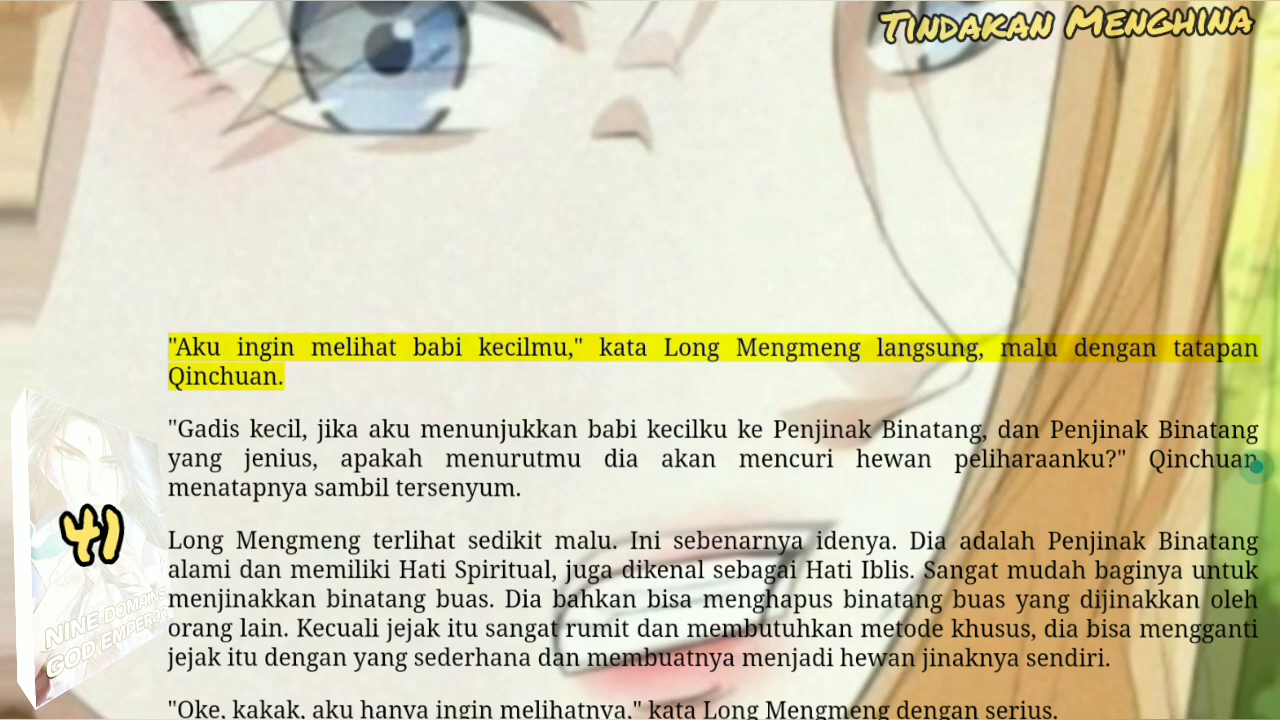 Tindakan Menghina
"Aku ingin melihat babi kecilmu," kata Long Mengmeng langsung, malu dengan tatapan
Qinchuan.
"Gadis kecil, jika aku menunjukkan babi kecilku ke Penjinak Binatang, dan Penjinak Binatang
yang jenius, apakah menurutmu dia akan mencuri hewan peliharaanku?" Qinchuan
menatapnya sambil tersenyum.
Long Mengmeng terlihat sedikit malu. Ini sebenarnya idenya. Dia adalah Penjinak Binatang
alami dan memiliki Hati Spiritual, juga dikenal sebagai Hati Iblis. Sangat mudah baginya untuk
menjinakkan binatang buas. Dia bahkan bisa menghapus binatang buas yang dijinakkan oleh
orang lain. Kecuali jejak itu sangat rumit dan membutuhkan metode khusus, dia bisa mengganti
jejak itu dengan yang sederhana dan membuatnya menjadi hewan jinaknya sendiri.
"Oke, kakak, aku hanya ingin melihatnya," kata Long Mengmeng dengan serius.
41
NINE DOMAINS
GOD EMPEROR